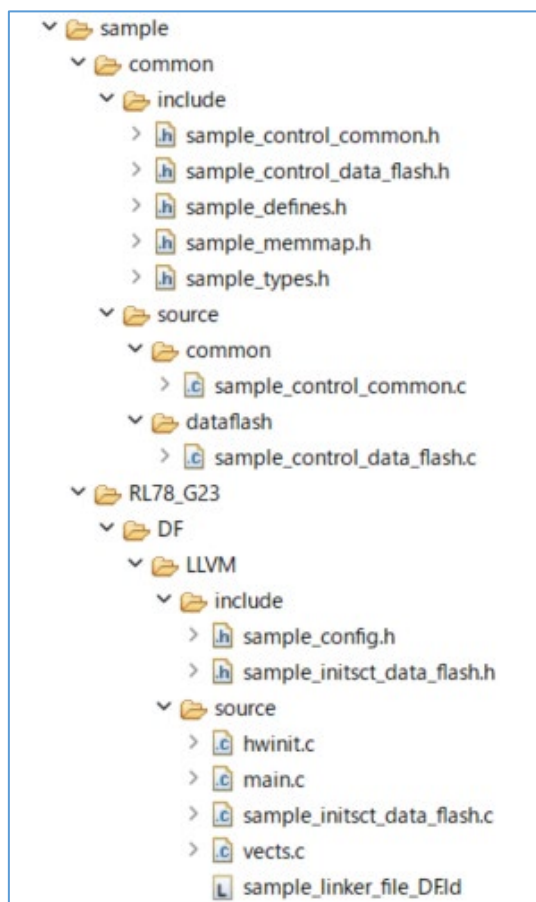 sample
common
include
.h sample_control_common.h
.h sample_control_data_flash.h
.h sample_defines.h
.h sample_memmap.h
.h sample_types.h
source
common
.c sample_control_common.c
dataflash
.c sample_control_data_flash.c
RL78_G23
DF
LLVM
include
.h sample_config.h
.h sample_initsct_data_flash.h
source
.c hwinit.c
.c main.c
.c sample_initsct_data_flash.c
.c vects.c
L sample_linker_file_DF.ld